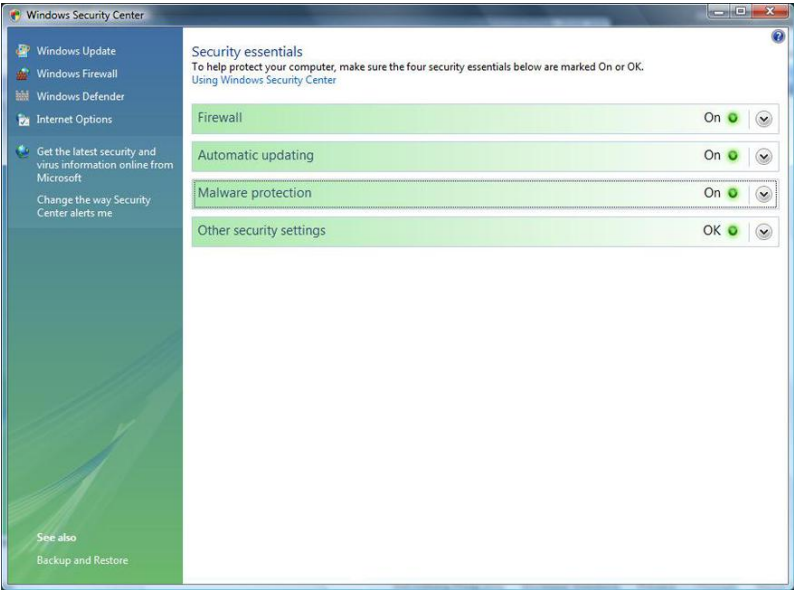 Windows Security Center
Windows Update
Windows Firewall
Windows Defender
Internet Options
Get the latest security and
virus information online from
Microsoft
Change the way Security
Center alerts me
See also
Backup and Restore
Security essentials
To help protect your computer, make sure the four security essentials below are marked On or OK.
Using Windows Security Center
Firewall On
Automatic updating On
Malware protection On
Other security settings OK